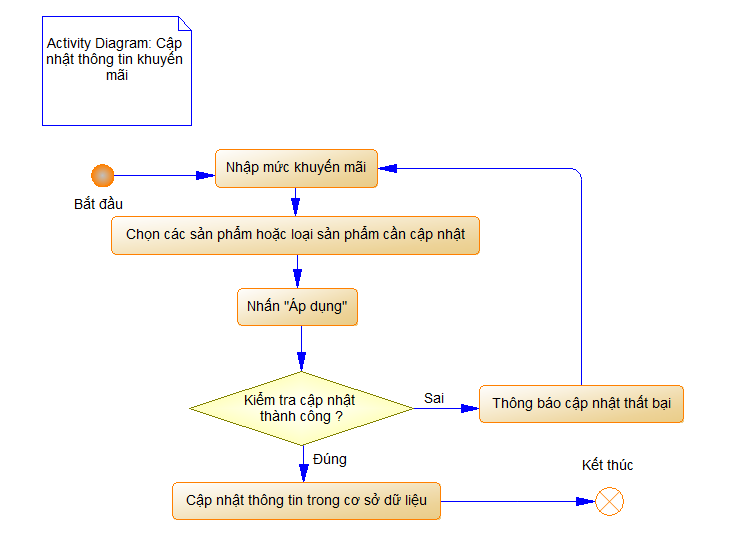 Activity Diagram: Cập
nhật thông tin khuyến
mãi
Nhập mức khuyến mãi
Bắt đầu
Chọn các sản phẩm hoặc loại sản phẩm cần cập nhật
Nhấn "Áp dụng"
Kiểm tra cập nhật
thành công ?
Sai
Thông báo cập nhật thất bại
Đúng
Kết thúc
Cập nhật thông tin trong cơ sở dữ liệu